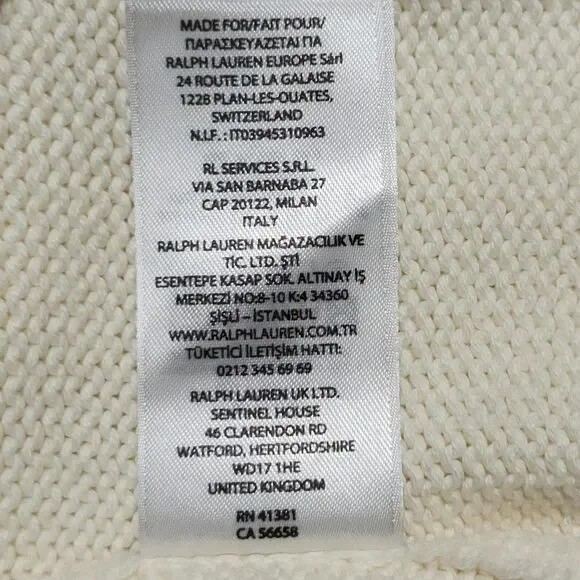 MADE FOR/FAIT POUR/
ΠΑΡΑΣΚΕΥΑΖΕΤΑΙ ΓΙΑ
RALPH LAUREN EUROPE Sárl
24 ROUTE DE LA GALAISE
1228 PLAN-LES-OUATES,
SWITZERLAND
N.I.F. : IT03945310963
RL SERVICES S.R.L.
VIA SAN BARNABA 27
CAP 20122, MILAN
ITALY
RALPH LAUREN MAĞAZACILIK VE
TİC. LTD. ŞTİ
ESENTEPE KASAP SOK. ALTINAY İŞ
MERKEZİ NO:8-10 K:4 34360
ŞİŞLİ – İSTANBUL
WWW.RALPHLAUREN.COM.TR
TÜKETİCİ İLETİŞİM HATTI:
0212 345 69 69
RALPH LAUREN UK LTD.
SENTINEL HOUSE
46 CLARENDON RD
WATFORD, HERTFORDSHIRE
WD17 1HE
UNITED KINGDOM
RN 41381
CA 56658